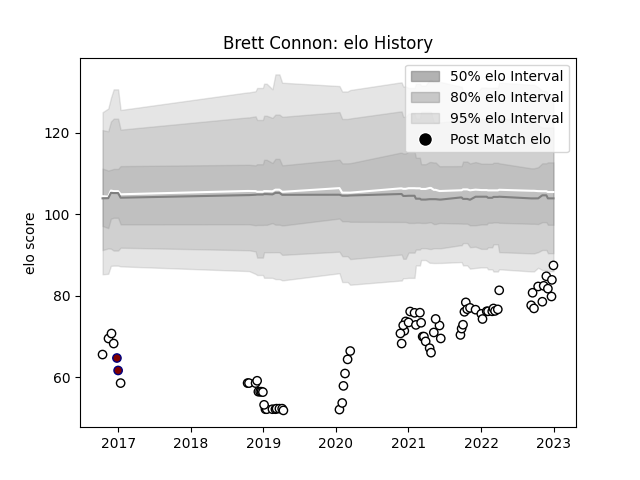 Brett Connon: elo History
50% elo Interval
80% elo Interval
95% elo Interval
Post Match elo
elo score
120
100
80
60
2017 2018 2019 2020 2021 2022 2023